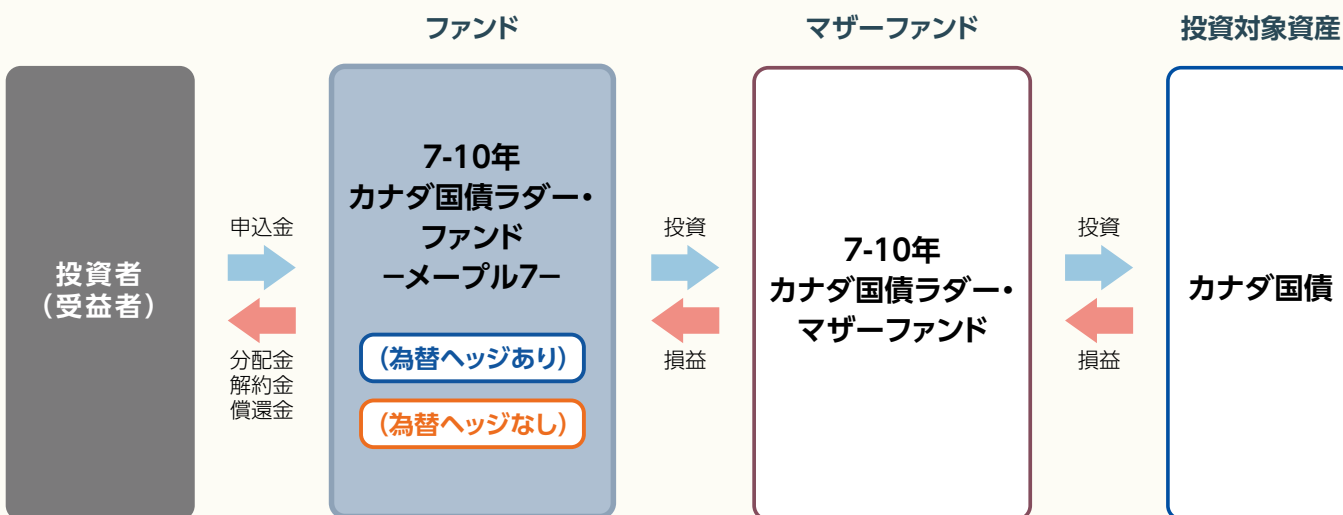 ファンド
マザーファンド
投資対象資産
投資者
(受益者)
申込金
分配金
解約金
償還金
7-10年
カナダ国債ラダー・
ファンド
−メープル7−
(為替ヘッジあり)
(為替ヘッジなし)
投資
損益
7-10年
カナダ国債ラダー・
マザーファンド
投資
損益
カナダ国債